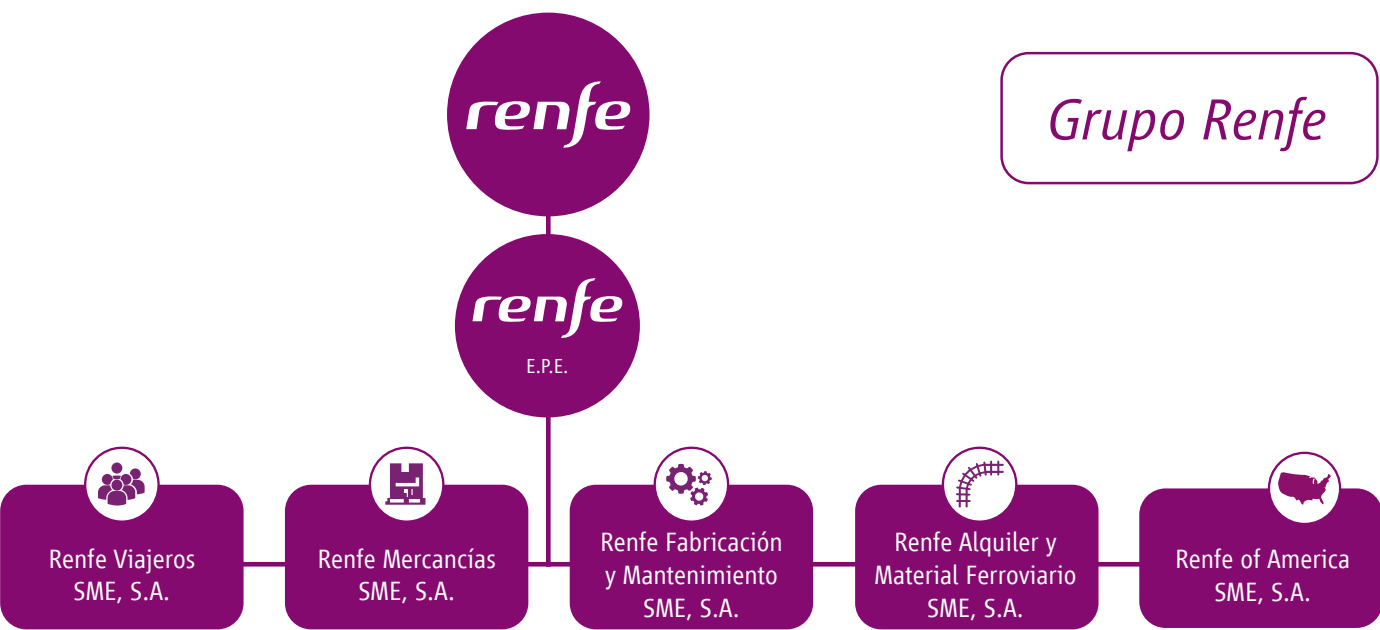 renfe
Grupo Renfe
renfe
E.P.E.
Renfe Viajeros
SME, S.A.
Renfe Mercancías
SME, S.A.
Renfe Fabricación
y Mantenimiento
SME, S.A.
Renfe Alquiler y
Material Ferroviario
SME, S.A.
Renfe of America
SME, S.A.